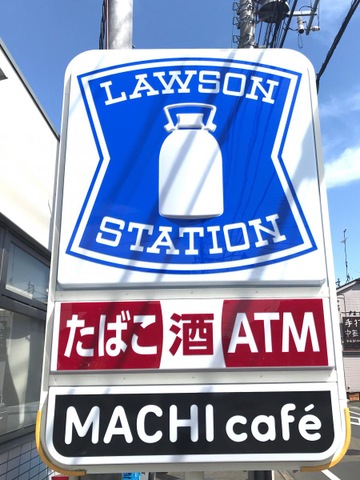 LAWSON
STATION
たばこ 酒 ATM
MACHI café